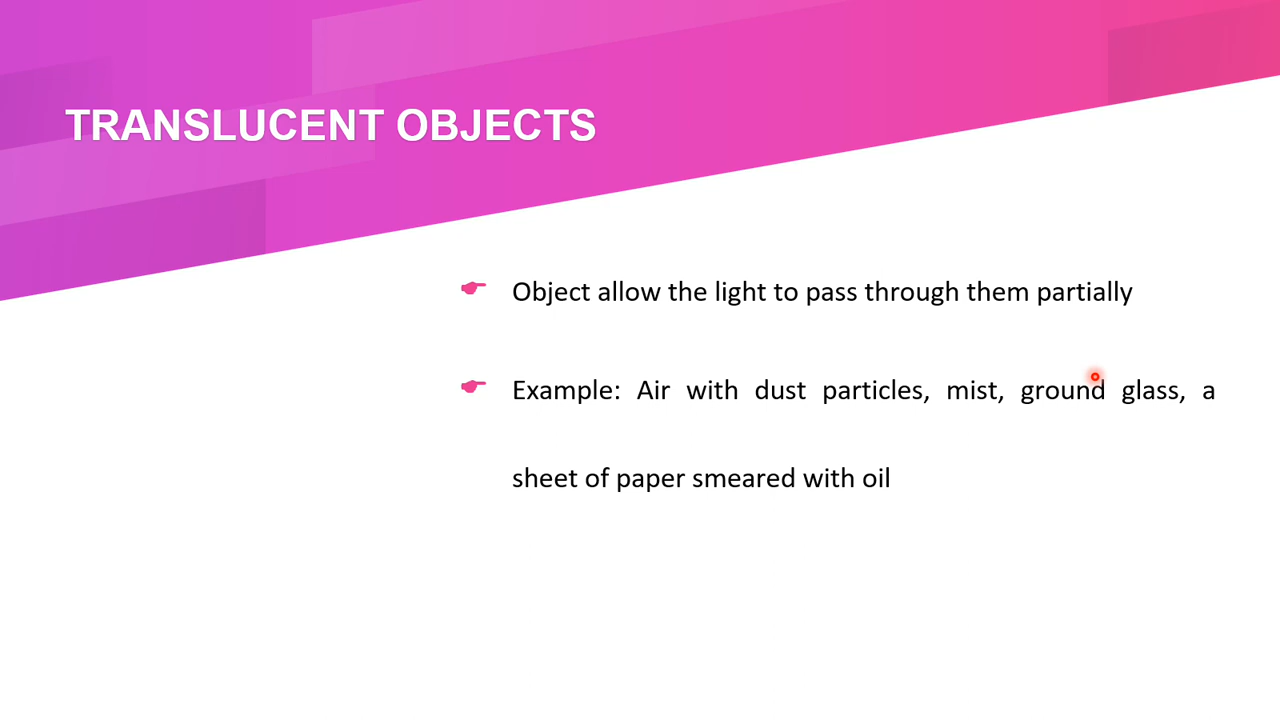 TRANSLUCENT OBJECTS
Object allow the light to pass through them partially
Example: Air with dust particles, mist, ground glass, a
sheet of paper smeared with oil